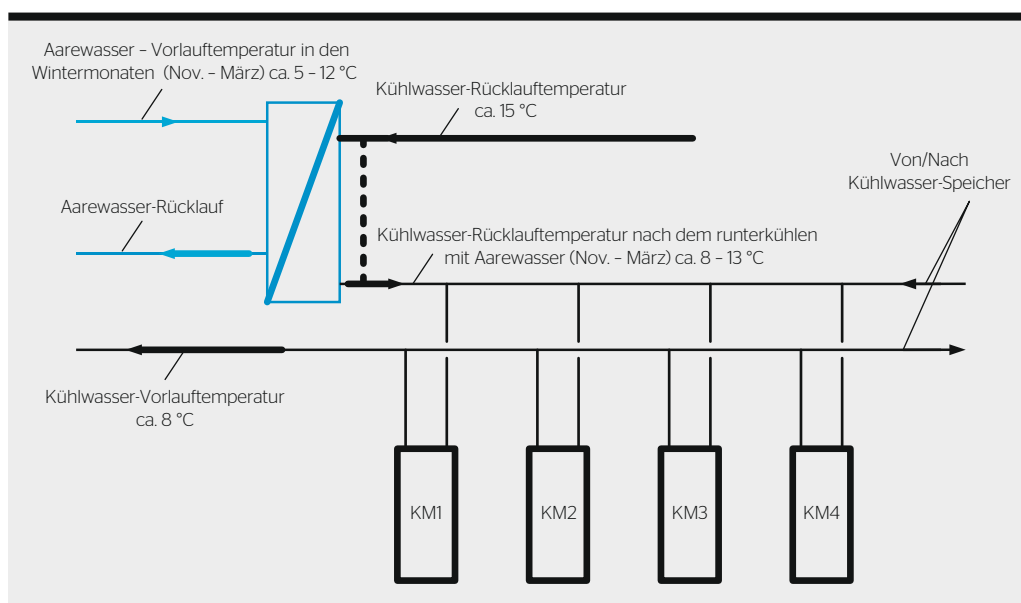 Aarewasser – Vorlauftemperatur in den
Wintermonaten (Nov. – März) ca. 5 – 12 °C
Kühlwasser-Rücklauftemperatur
ca. 15 °C
Von/Nach
Kühlwasser-Speicher
Aarewasser-Rücklauf
Kühlwasser-Rücklauftemperatur nach dem runterkühlen
mit Aarewasser (Nov. – März) ca. 8 – 13 °C
Kühlwasser-Vorlauftemperatur
ca. 8 °C
KM1
KM2
KM3
KM4